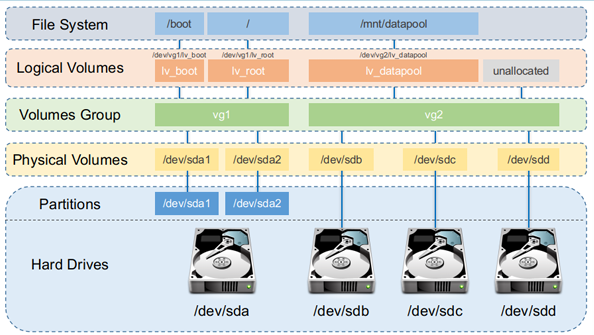 File System
/boot
/
/mnt/datapool
/dev/vg1/lv_boot
/dev/vg1/lv_root
/dev/vg2/lv_datapool
Logical Volumes
lv_boot
lv_root
lv_datapool
unallocated
Volumes Group
vg1
vg2
Physical Volumes
/dev/sda1
/dev/sda2
/dev/sdb
/dev/sdc
/dev/sdd
Partitions
/dev/sda1
/dev/sda2
Hard Drives
/dev/sda
/dev/sdb
/dev/sdc
/dev/sdd